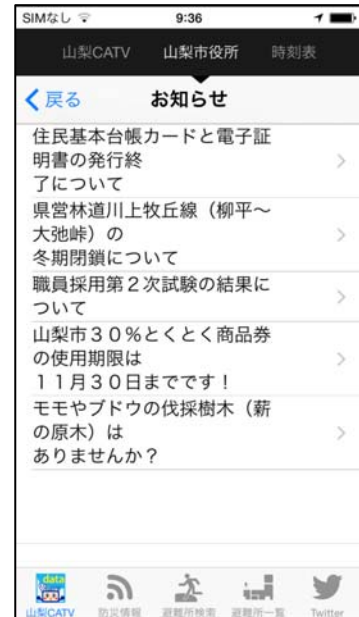 SIMなし 9:36
山梨CATV 山梨市役所 時刻表
戻る お知らせ
住民基本台帳カードと電子証
明書の発行終
了について
県営林道川上牧丘線（柳平～
大弛峠）の
冬期閉鎖について
職員採用第２次試験の結果に
ついて
山梨市３０％とくとく商品券
の使用期限は
１１月３０日までです！
モモやブドウの伐採樹木（薪
の原木）は
ありませんか？
data
山梨CATV 防災情報 避難所検索 避難所一覧 Twitter